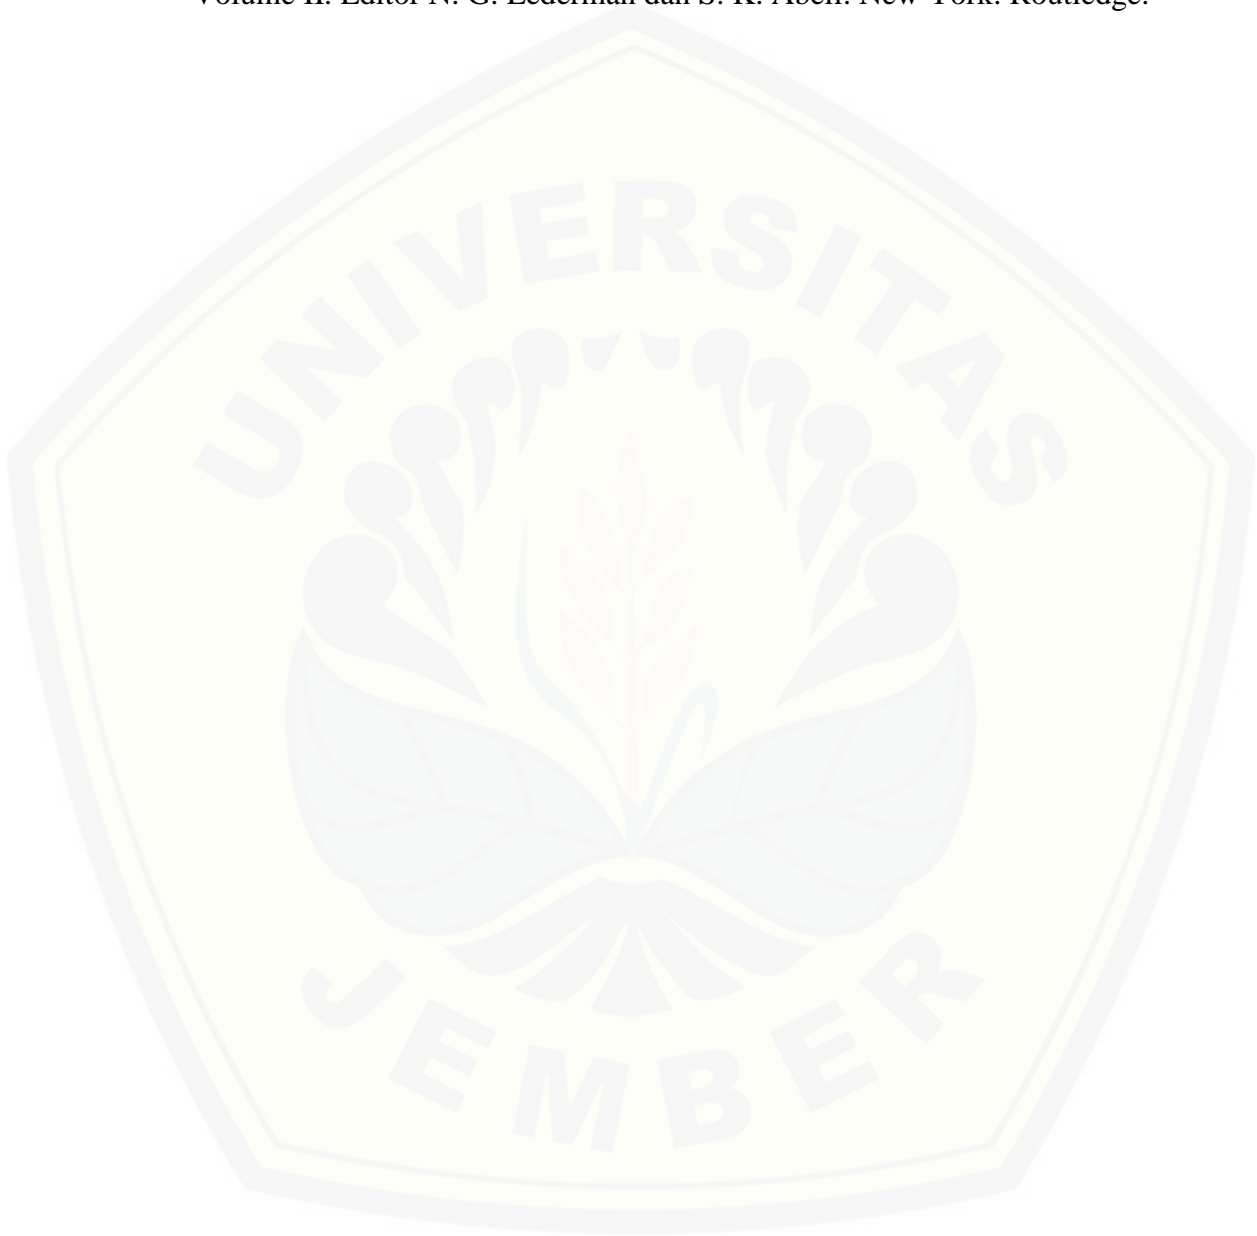 Volume II. Editor N. G. Lederman dan S. K. Abell. New York: Routledge.
UNIVERSITAS
JEMBER